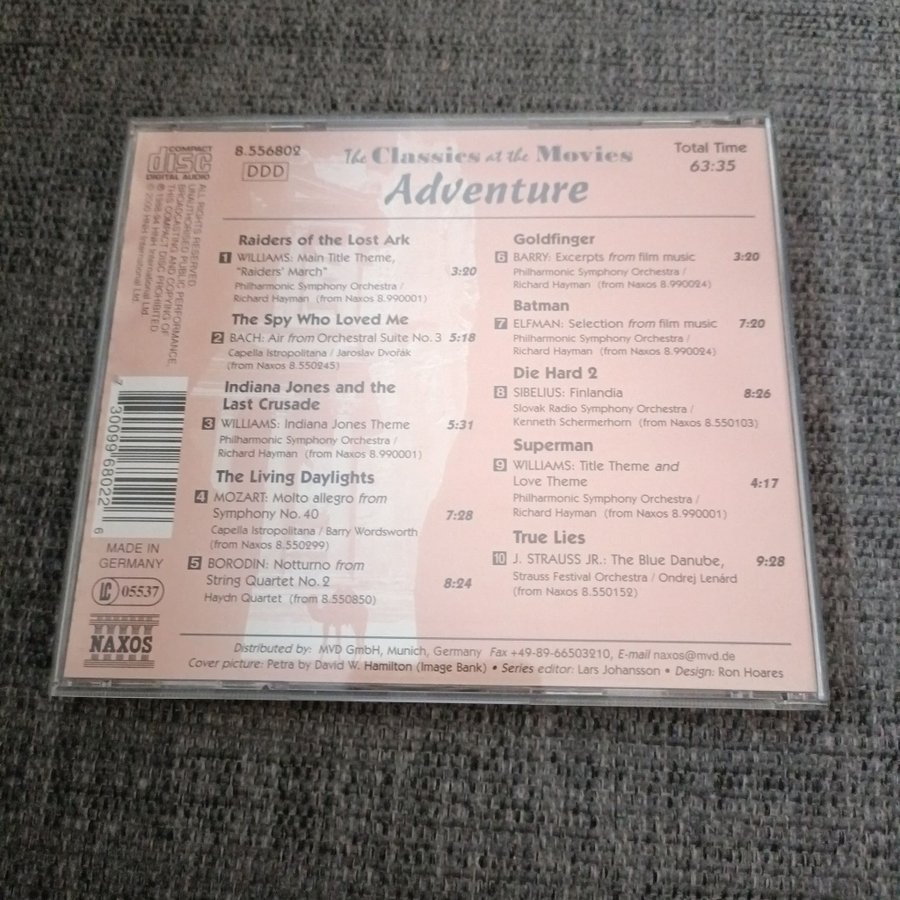 COMPACT
disc
DIGITAL AUDIO
8.556802
DDD
The Classics at the Movies
Adventure
Total Time
63:35
ALL RIGHTS RESERVED
UNAUTHORISED PUBLIC PERFORMANCE,
BROADCASTING AND COPYING OF
THIS COMPACT DISC PROHIBITED
HNH International Ltd.
HNH International Ltd.
Raiders of the Lost Ark
1 WILLIAMS: Main Title Theme,
"Raiders' March" 3:20
Philharmonic Symphony Orchestra /
Richard Hayman (from Naxos 8.990001)
The Spy Who Loved Me
2 BACH: Air from Orchestral Suite No. 3 5:18
Capella Istropolitana / Jaroslav Dvořák
(from Naxos 8.550245)
Indiana Jones and the
Last Crusade
3 WILLIAMS: Indiana Jones Theme 5:31
Philharmonic Symphony Orchestra /
Richard Hayman (from Naxos 8.990001)
The Living Daylights
4 MOZART: Molto allegro from
Symphony No. 40 7:28
Capella Istropolitana / Barry Wordsworth
(from Naxos 8.550299)
5 BORODIN: Notturno from
String Quartet No. 2 8:24
Haydn Quartet (from 8.550850)
Goldfinger
6 BARRY: Excerpts from film music 3:20
Philharmonic Symphony Orchestra /
Richard Hayman (from Naxos 8.990024)
Batman
7 ELFMAN: Selection from film music 7:20
Philharmonic Symphony Orchestra /
Richard Hayman (from Naxos 8.990024)
Die Hard 2
8 SIBELIUS: Finlandia 8:26
Slovak Radio Symphony Orchestra /
Kenneth Schermerhorn (from Naxos 8.550103)
Superman
9 WILLIAMS: Title Theme and
Love Theme 4:17
Philharmonic Symphony Orchestra /
Richard Hayman (from Naxos 8.990001)
True Lies
10 J. STRAUSS JR.: The Blue Danube, 9:28
Strauss Festival Orchestra / Ondrej Lenárd
(from Naxos 8.550152)
7 30099 68022 6
MADE IN
GERMANY
LC 05537
NAXOS
Distributed by: MVD GmbH, Munich, Germany Fax +49-89-66503210, E-mail naxos@mvd.de
Cover picture: Petra by David W. Hamilton (Image Bank) • Series editor: Lars Johansson • Design: Ron Hoares